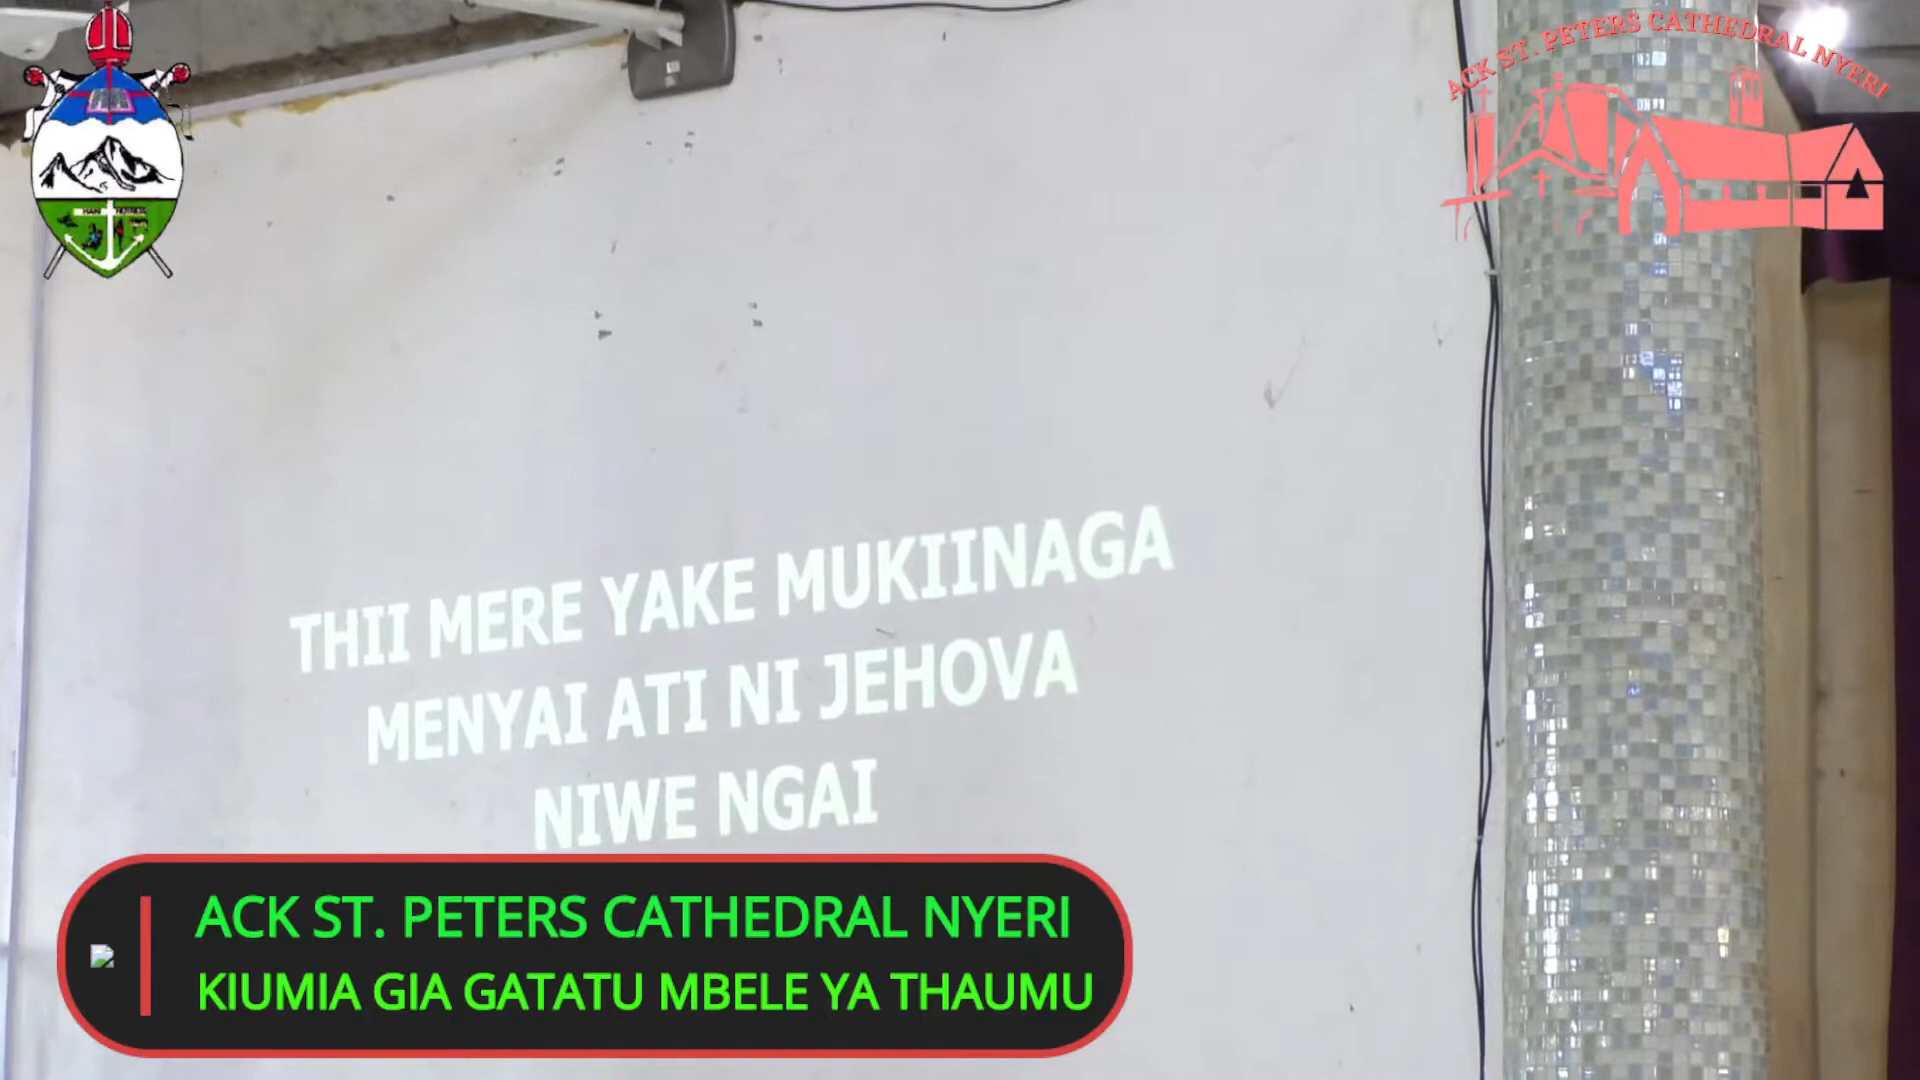 ACK ST. PETERS CATHEDRAL NYERI
THII MERE YAKE MUKIINAGA
MENYAI ATI NI JEHOVA
NIWE NGAI
ACK ST. PETERS CATHEDRAL NYERI
KIUMIA GIA GATATU MBELE YA THAUMU